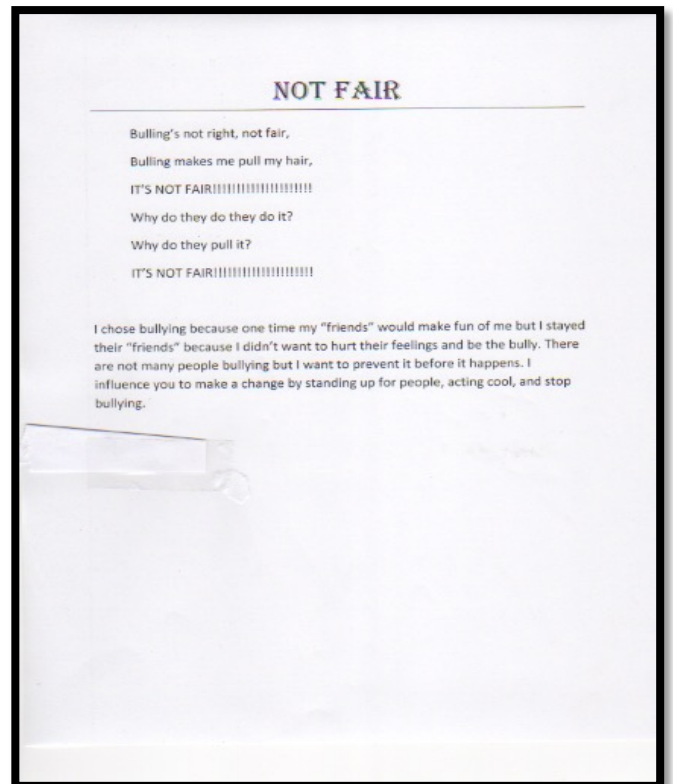 NOT FAIR
Bulling's not right, not fair,
Bulling makes me pull my hair,
IT'S NOT FAIR!!!!!!!!!!!!!!!!!!!!!
Why do they do they do it?
Why do they pull it?
IT'S NOT FAIR!!!!!!!!!!!!!!!!!!!!!
I chose bullying because one time my “friends” would make fun of me but I stayed
their “friends” because I didn't want to hurt their feelings and be the bully. There
are not many people bullying but I want to prevent it before it happens. I
influence you to make a change by standing up for people, acting cool, and stop
bullying.